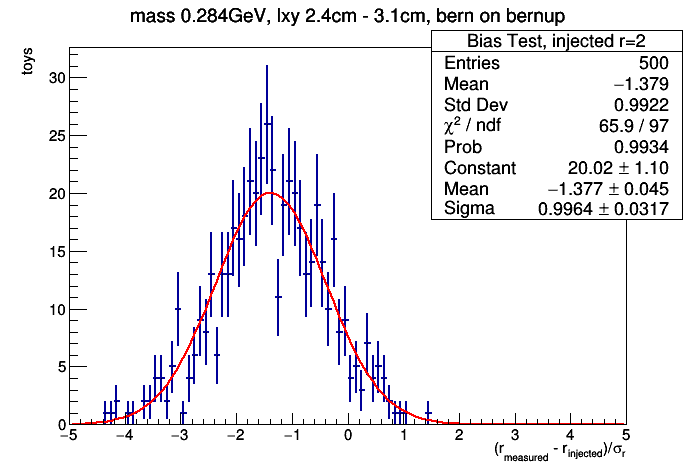 mass 0.284GeV, lxy 2.4cm - 3.1cm, bern on bernup
Bias Test, injected r=2
Entries 500
Mean −1.379
Std Dev 0.9922
χ² / ndf 65.9 / 97
Prob 0.9934
Constant 20.02 ± 1.10
Mean −1.377 ± 0.045
Sigma 0.9964 ± 0.0317
toys
30
25
20
15
10
5
0
−5 −4 −3 −2 −1 0 1 2 3 4 5
(r_measured - r_injected)/σ_r